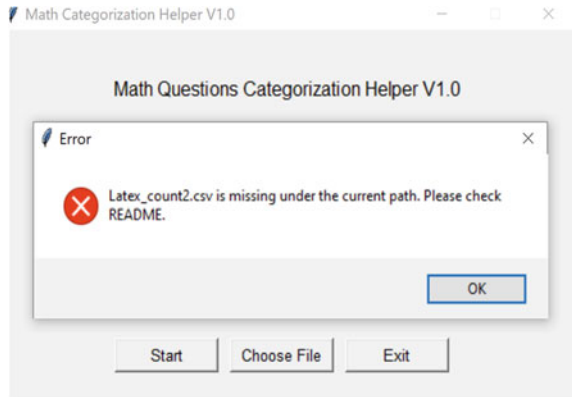 Math Categorization Helper V1.0
Math Questions Categorization Helper V1.0
Error
Latex_count2.csv is missing under the current path. Please check
README.
OK
Start
Choose File
Exit